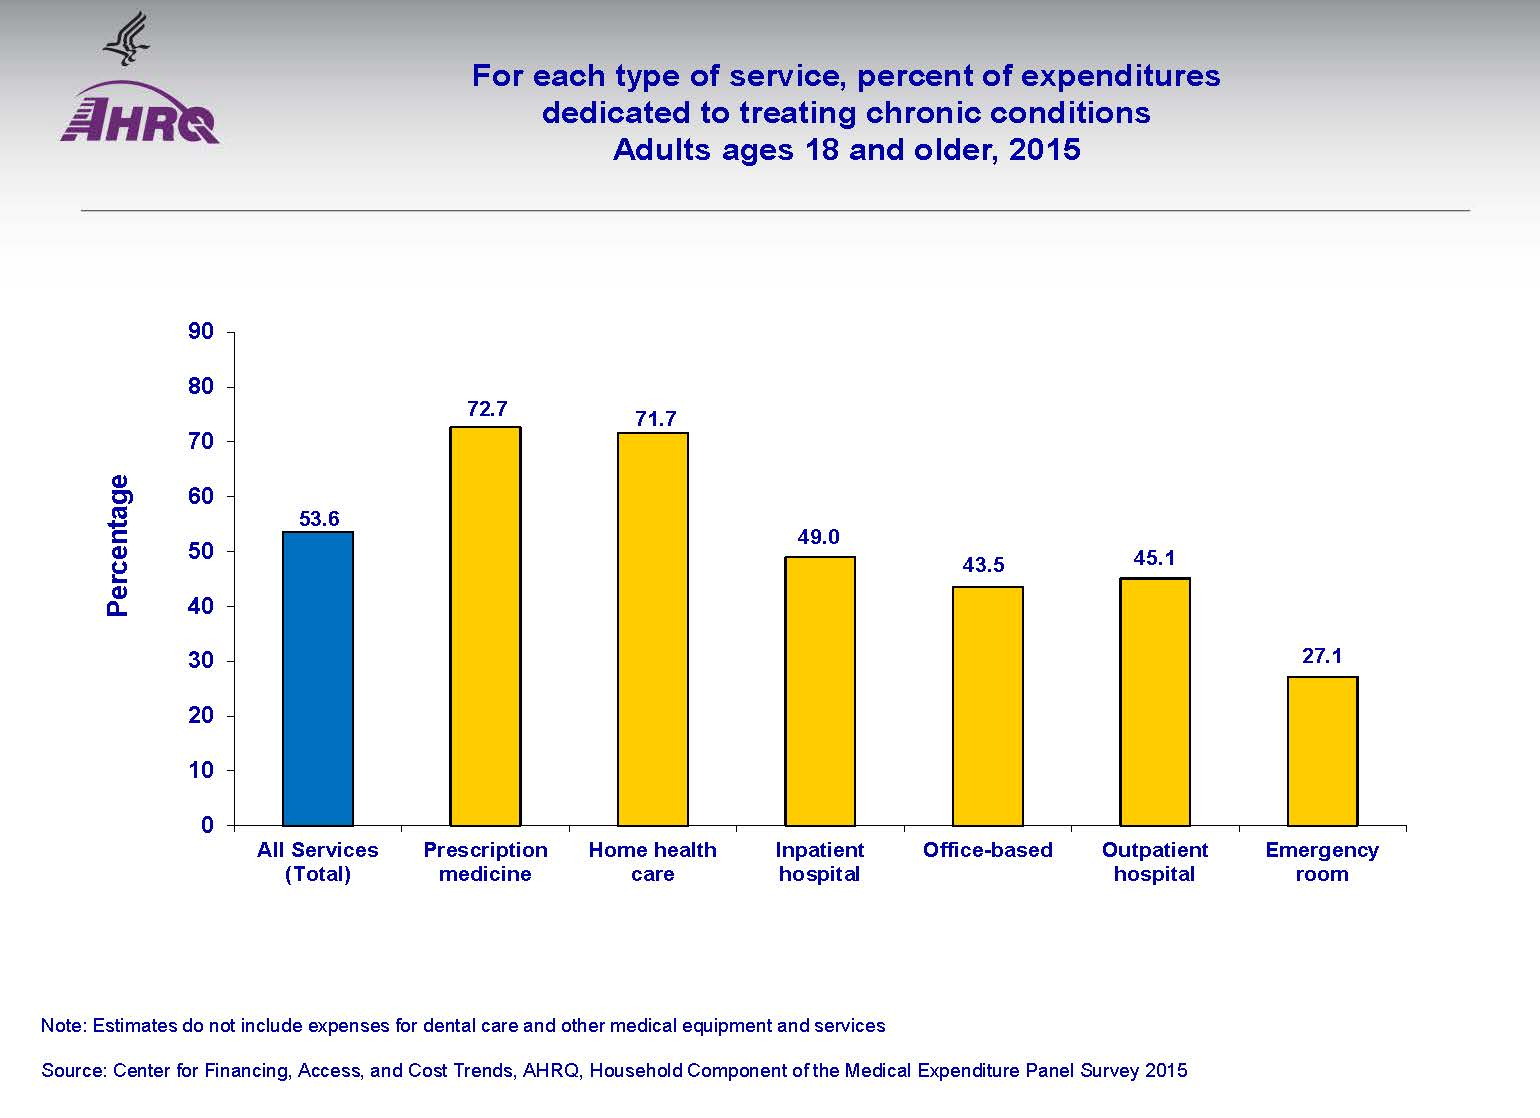 AHRQ
For each type of service, percent of expenditures
dedicated to treating chronic conditions
Adults ages 18 and older, 2015
Percentage
90
80
70
60
50
40
30
20
10
0
53.6
72.7
71.7
49.0
43.5
45.1
27.1
All Services
(Total)
Prescription
medicine
Home health
care
Inpatient
hospital
Office-based
Outpatient
hospital
Emergency
room
Note: Estimates do not include expenses for dental care and other medical equipment and services
Source: Center for Financing, Access, and Cost Trends, AHRQ, Household Component of the Medical Expenditure Panel Survey 2015